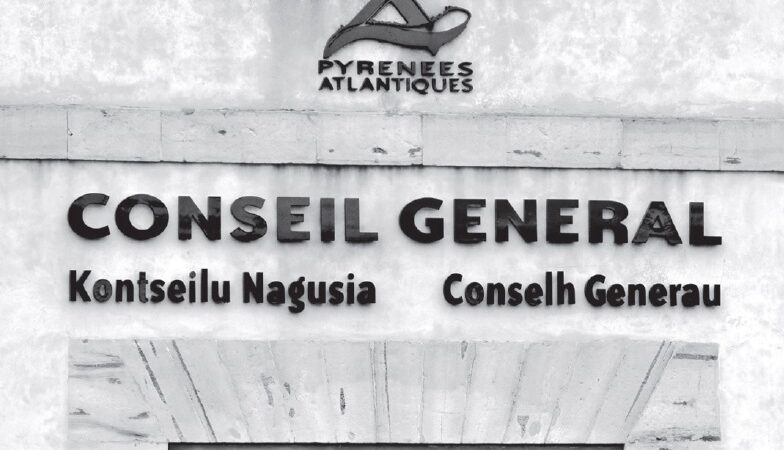 PYRENEES
ATLANTIQUES
CONSEIL GENERAL
Kontseilu Nagusia Conselh Generau